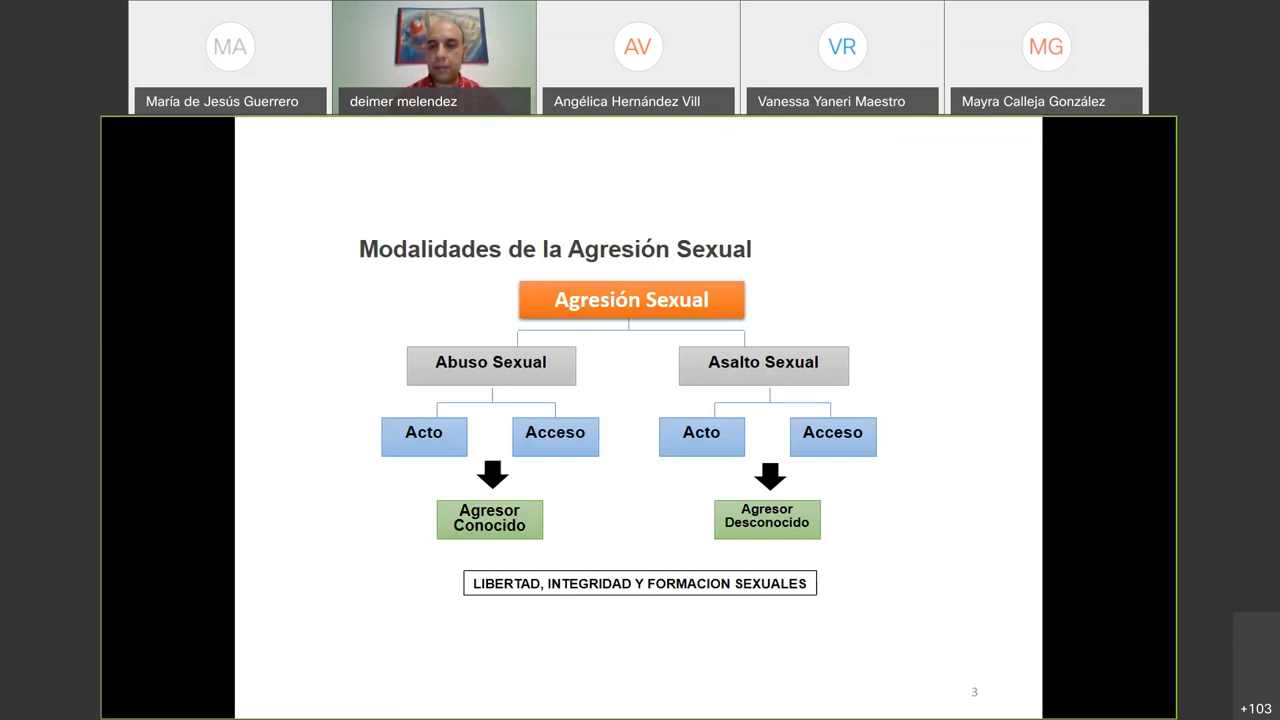 MA
AV
VR
MG
María de Jesús Guerrero
deimer melendez
Angélica Hernández Vill
Vanessa Yaneri Maestro
Mayra Calleja González
Modalidades de la Agresión Sexual
Agresión Sexual
Abuso Sexual
Asalto Sexual
Acto
Acceso
Acto
Acceso
Agresor
Conocido
Agresor
Desconocido
LIBERTAD, INTEGRIDAD Y FORMACION SEXUALES
3
+103